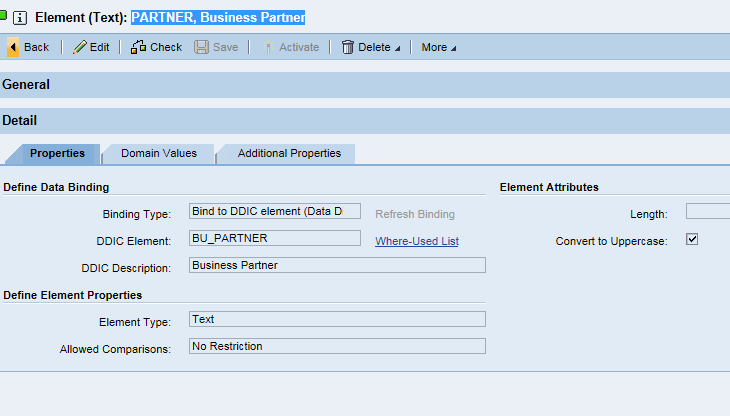 Element (Text): PARTNER, Business Partner
Back Edit Check Save Activate Delete More
General
Detail
Properties Domain Values Additional Properties
Define Data Binding Element Attributes
Binding Type: Bind to DDIC element (Data D Refresh Binding Length:
DDIC Element: BU_PARTNER Where-Used List Convert to Uppercase:
DDIC Description: Business Partner
Define Element Properties
Element Type: Text
Allowed Comparisons: No Restriction